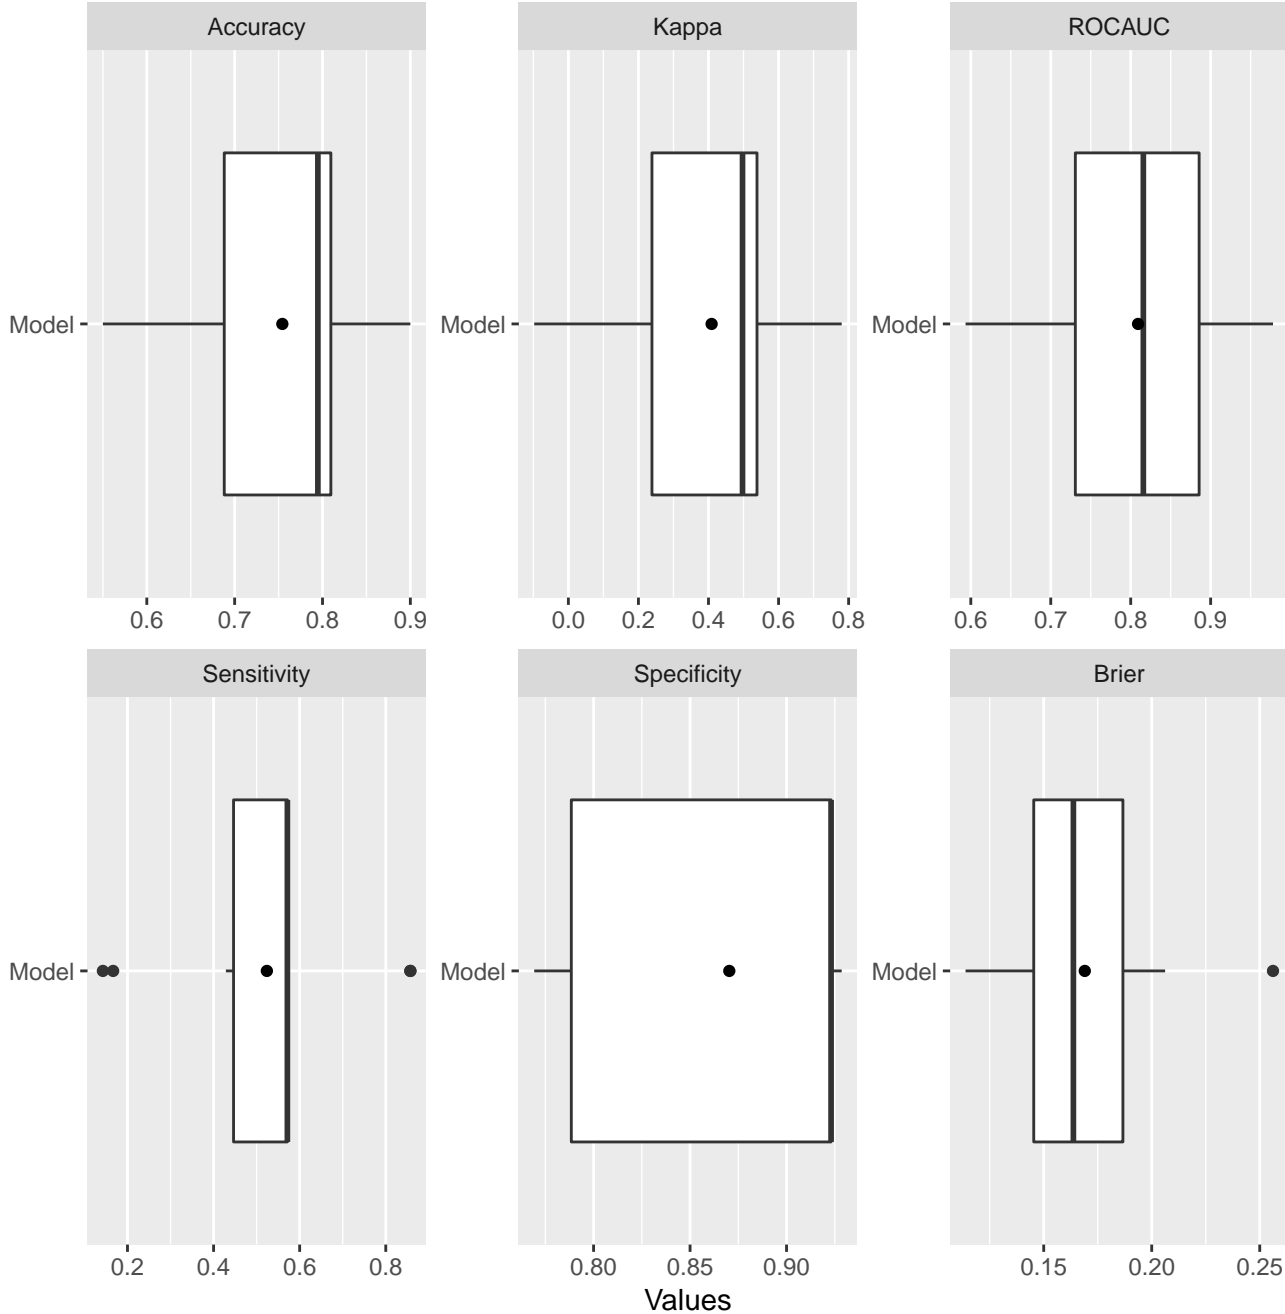 Accuracy Kappa ROCAUC
Model Model Model
0.6 0.7 0.8 0.9 0.0 0.2 0.4 0.6 0.8 0.6 0.7 0.8 0.9
Sensitivity Specificity Brier
Model Model Model
0.2 0.4 0.6 0.8 0.80 0.85 0.90 0.15 0.20 0.25
Values